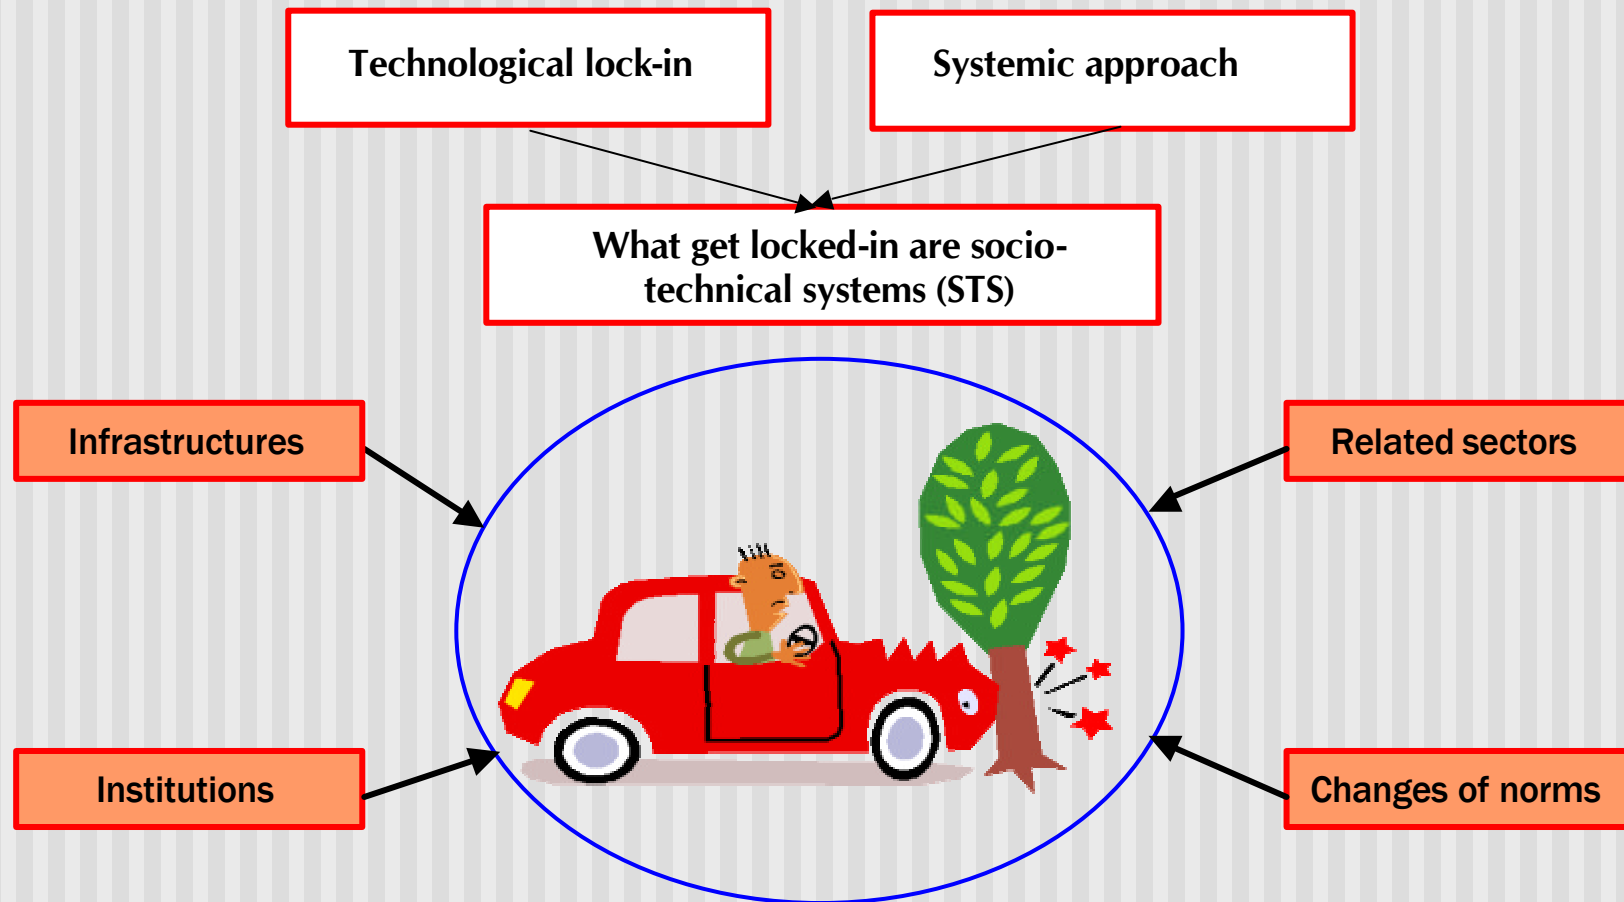 Technological lock-in
Systemic approach
What get locked-in are socio-
technical systems (STS)
Infrastructures
Related sectors
Institutions
Changes of norms